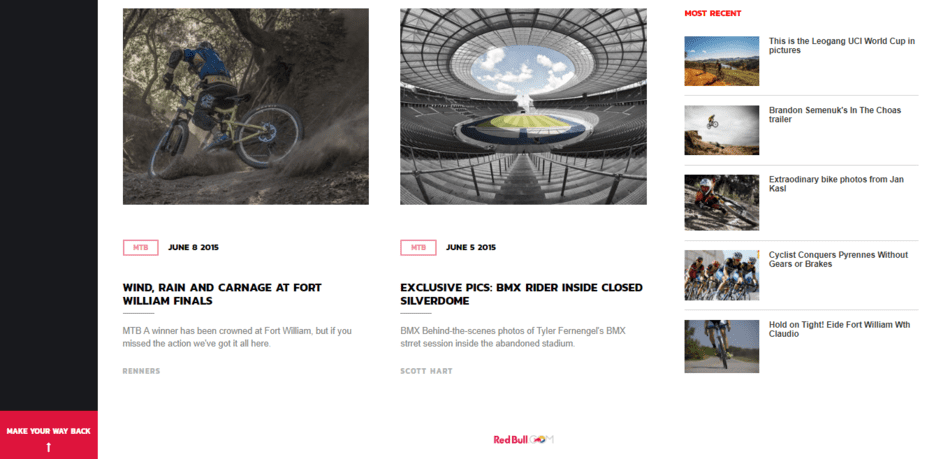 MTB JUNE 8 2015
WIND, RAIN AND CARNAGE AT FORT
WILLIAM FINALS
MTB A winner has been crowned at Fort William, but if you
missed the action we've got it all here.
RENNERS
MTB JUNE 5 2015
EXCLUSIVE PICS: BMX RIDER INSIDE CLOSED
SILVERDOME
BMX Behind-the-scenes photos of Tyler Fernengel's BMX
strret session inside the abandoned stadium.
SCOTT HART
MOST RECENT
This is the Leogang UCI World Cup in
pictures
Brandon Semenuk's In The Choas
trailer
Extraodinary bike photos from Jan
Kasl
Cyclist Conquers Pyrennes Without
Gears or Brakes
Hold on Tight! Eide Fort William Wth
Claudio
MAKE YOUR WAY BACK
Red Bull COM